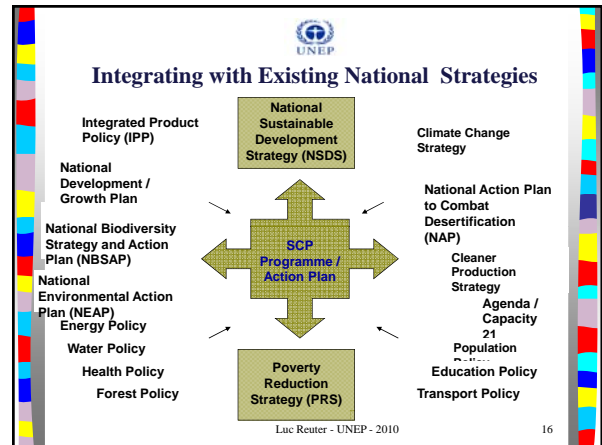 UNEP
Integrating with Existing National Strategies
National
Sustainable
Development
Strategy (NSDS)
Integrated Product
Policy (IPP)
National
Development /
Growth Plan
National Biodiversity
Strategy and Action
Plan (NBSAP)
National
Environmental Action
Plan (NEAP)
Energy Policy
Water Policy
Health Policy
Forest Policy
SCP
Programme /
Action Plan
Climate Change
Strategy
National Action Plan
to Combat
Desertification
(NAP)
Cleaner
Production
Strategy
Agenda /
Capacity
21
Population
Education Policy
Transport Policy
Poverty
Reduction
Strategy (PRS)
Luc Reuter - UNEP - 2010
16